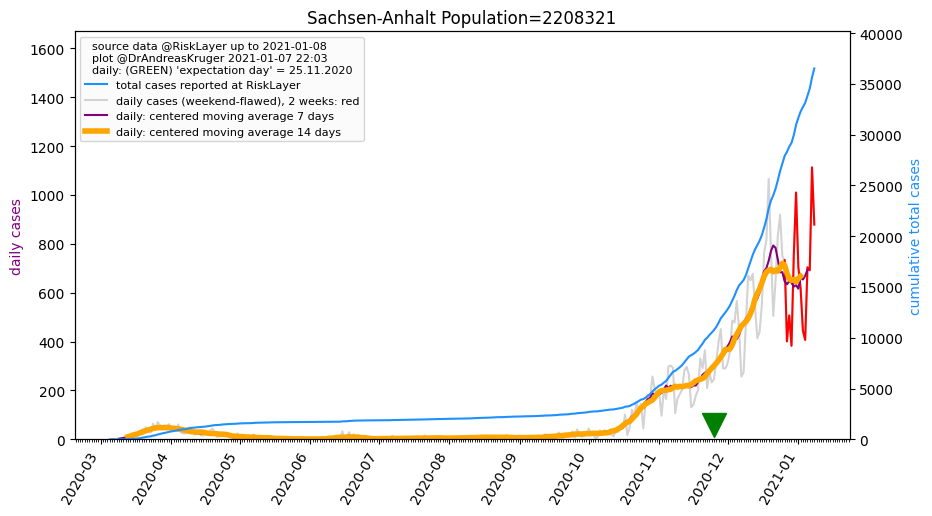 Sachsen-Anhalt Population=2208321
source data @RiskLayer up to 2021-01-08
plot @DrAndreasKruger 2021-01-07 22:03
daily: (GREEN) 'expectation day' = 25.11.2020
total cases reported at RiskLayer
daily cases (weekend-flawed), 2 weeks: red
daily: centered moving average 7 days
daily: centered moving average 14 days
daily cases
1600
1400
1200
1000
800
600
400
200
0
40000
35000
30000
25000
20000
15000
10000
5000
0
cumulative total cases
2020-03
2020-04
2020-05
2020-06
2020-07
2020-08
2020-09
2020-10
2020-11
2020-12
2021-01